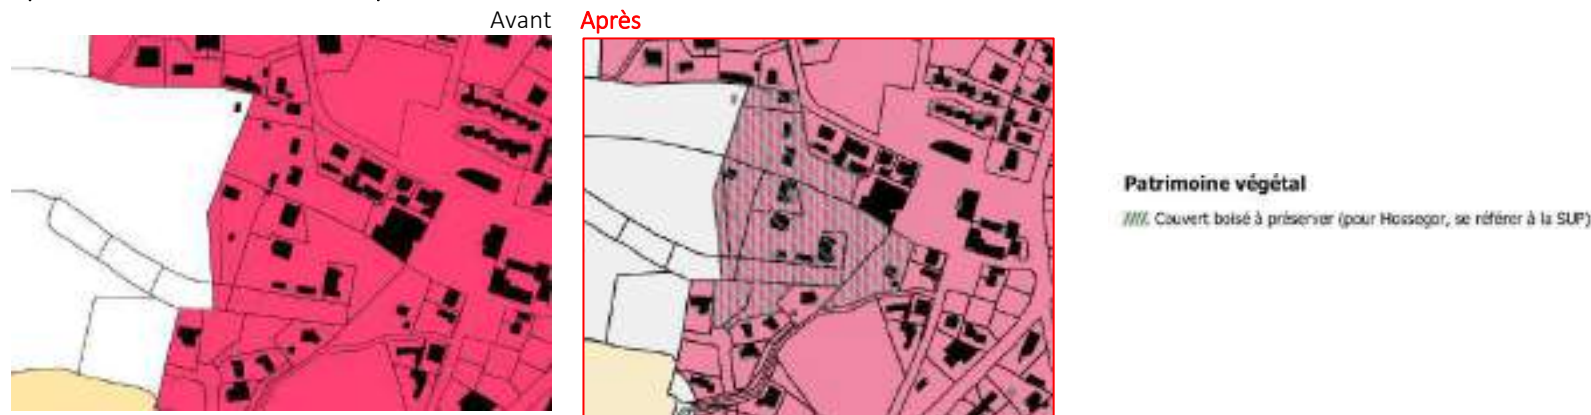 Avant Après
Patrimoine végétal
Couvert boisé à préserver (pour Hossegor, se référer à la SUP)